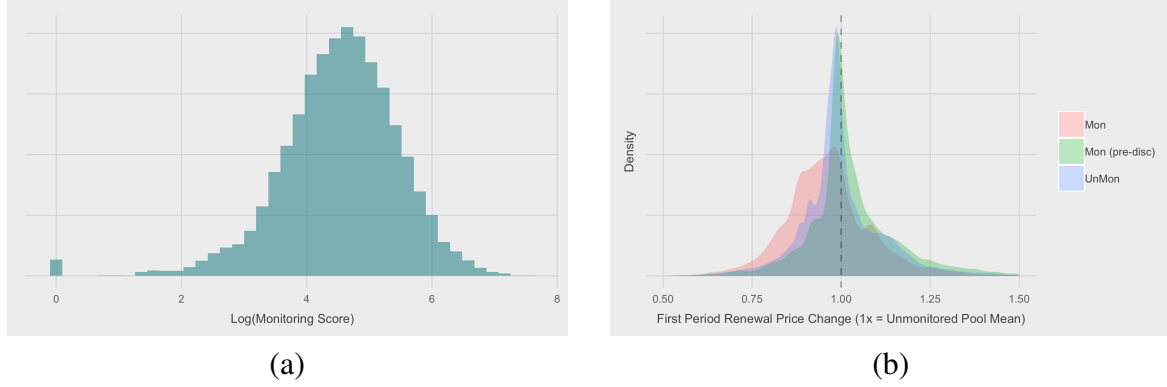 0 2 4 6 8
Log(Monitoring Score)
(a)
Density
0.50 0.75 1.00 1.25 1.50
First Period Renewal Price Change (1x = Unmonitored Pool Mean)
Mon
Mon (pre-disc)
UnMon
(b)